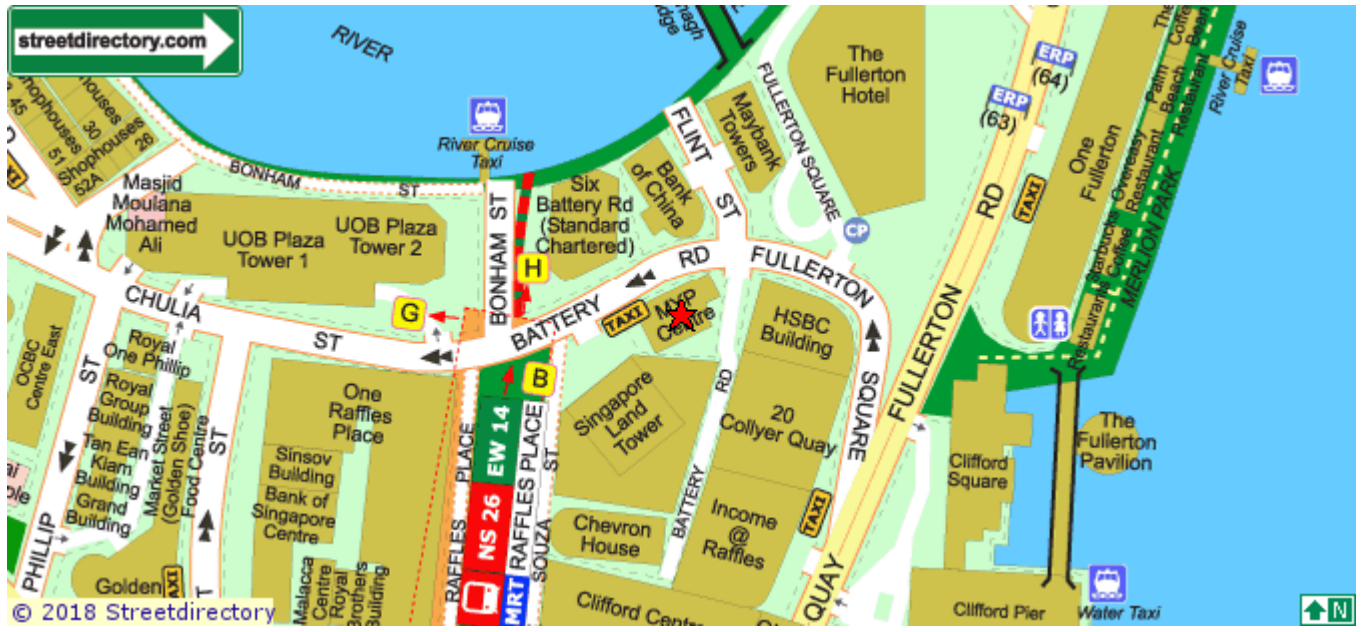 streetdirectory.com
RIVER
River Cruise
Taxi
BONHAM
ST
Shophouses
45
51
Shophouses
52A
30
26
TAXI
Masjid
Moulana
Mohamed
Ali
UOB Plaza
Tower 1
UOB Plaza
Tower 2
BONHAM ST
Six
Battery Rd
(Standard
Chartered)
Bank
of
China
FLINT
ST
Maybank
Towers
FULLERTON SQUARE
The
Fullerton
Hotel
CP
ERP
(64)
ERP
(63)
FULLERTON
RD
TAXI
One
Fullerton
The
Coffee
Bean
Palm
Beach
Restaurant
Overeasy
Restaurant
Starbucks
Coffee
Restaurants
MERLION PARK
River Cruise
Taxi
H
G
B
CHULIA
ST
BATTERY
RD
FULLERTON
SQUARE
TAXI
MYP
Centre
HSBC
Building
20
Collyer Quay
Income
@
Raffles
TAXI
QUAY
Singapore
Land
Tower
BATTERY
RD
Chevron
House
Clifford
Square
The
Fullerton
Pavilion
Clifford Pier
Water Taxi
OCBC
Centre East
ST
PHILLIP
Royal
One Phillip
Royal
Group
Building
Tan Ean
Kiam
Building
Grand
Building
Market Street
(Golden Shoe)
Food Centre
ST
Golden
TAXI
One
Raffles
Place
Sinsov
Building
Bank of
Singapore
Centre
Malacca
Centre
Royal
Brothers
Building
RAFFLES PLACE
NS 26
EW 14
MRT
RAFFLES PLACE
SOUZA
ST
© 2018 Streetdirectory
N